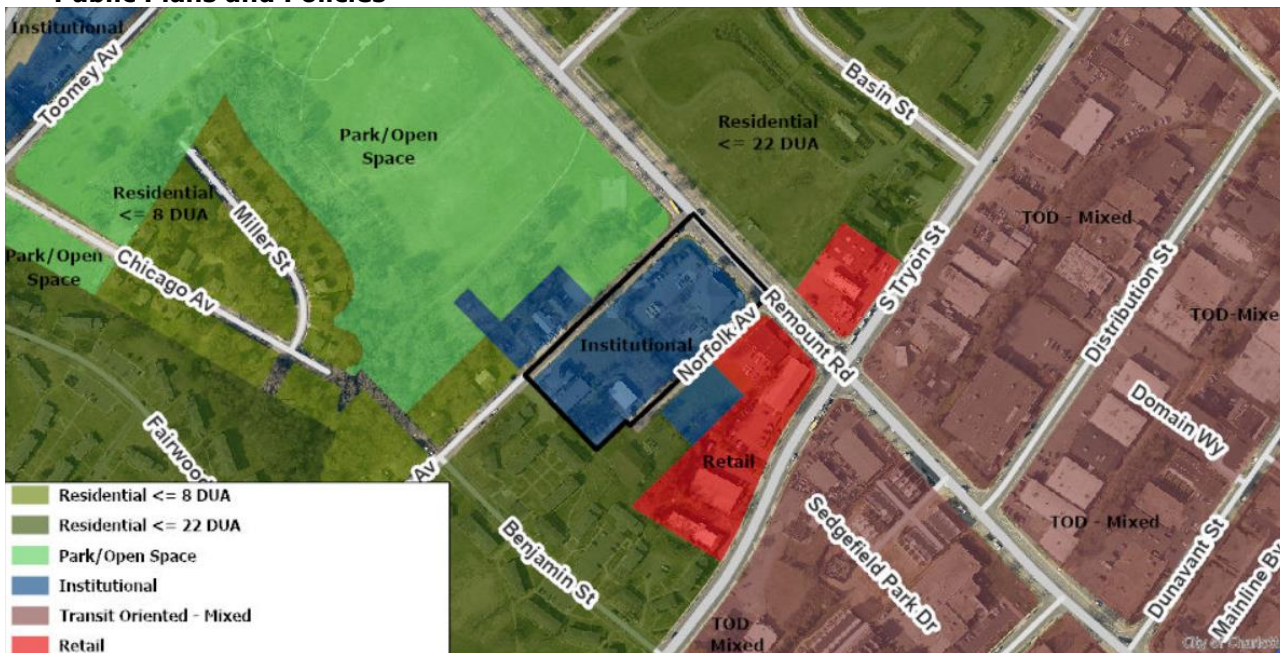 Public Plans and Policies
Institutional
Toomey Av
Basin St
Park/Open
Space
Residential
<= 22 DUA
Residential
<= 8 DUA
Miller St
TOD - Mixed
Park/Open
Space
Chicago Av
S Tryon St
Distribution St
TOD-Mixe
Remount Rd
Institutional
Norfolk Av
Domain Wy
Fairwoo
Av
Retail
Sedgefield Park Dr
TOD - Mixed
Dunavant St
Benjamin St
Mainline Bv
TOD
Mixed
Residential <= 8 DUA
Residential <= 22 DUA
Park/Open Space
Institutional
Transit Oriented - Mixed
Retail
City of Charlott